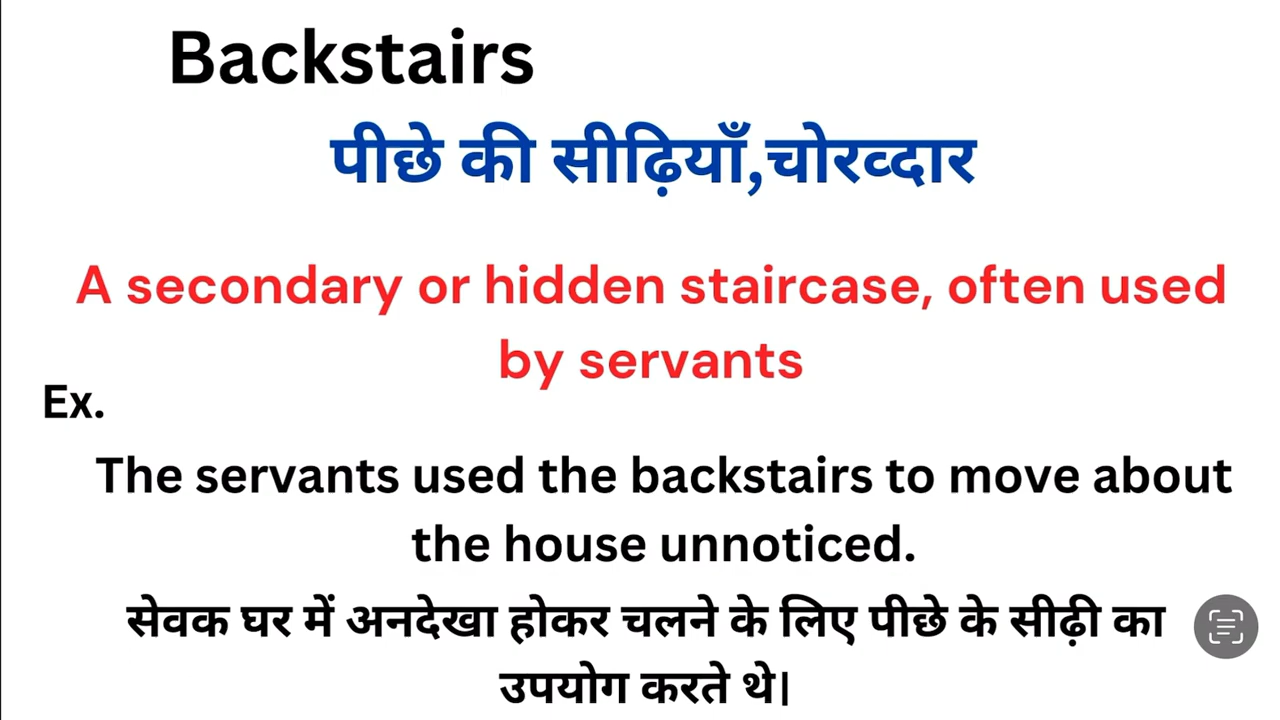 Backstairs
पीछे की सीढ़ियाँ,चोरव्दार
A secondary or hidden staircase, often used
by servants
Ex.
The servants used the backstairs to move about
the house unnoticed.
सेवक घर में अनदेखा होकर चलने के लिए पीछे के सीढ़ी का
उपयोग करते थे।